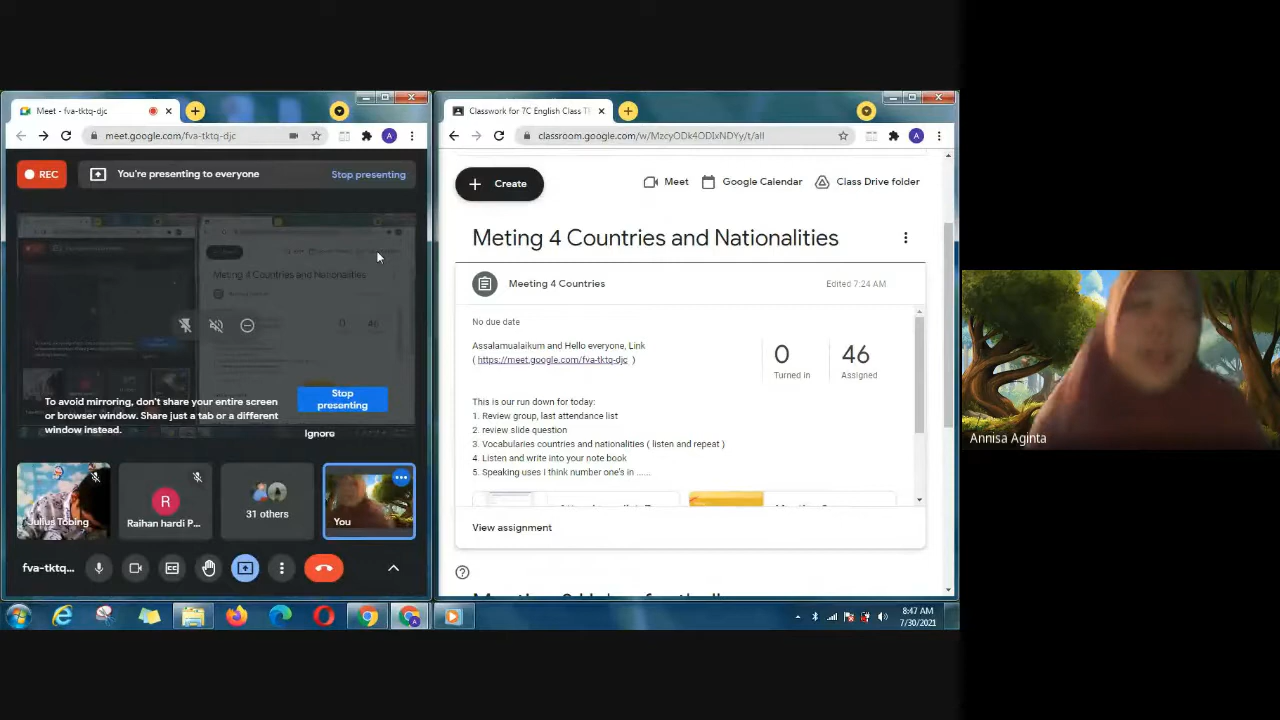 Meet - fva-tktq-djc
meet.google.com/fva-tktq-djc
A
REC
You're presenting to everyone
Stop presenting
To avoid mirroring, don't share your entire screen
or browser window. Share just a tab or a different
window instead.
Stop
presenting
Ignore
Julius Tobing
R
Raihan hardi P...
31 others
You
fva-tktq...
Classwork for 7C English Class
classroom.google.com/w/MzcyODk4ODIxNDYy/t/all
A
Create
Meet
Google Calendar
Class Drive folder
Meting 4 Countries and Nationalities
Meeting 4 Countries
Edited 7:24 AM
No due date
Assalamualaikum and Hello everyone, Link
( https://meet.google.com/fva-tktq-djc )
0
Turned in
46
Assigned
This is our run down for today:
1. Review group, last attendance list
2. review slide question
3. Vocabularies countries and nationalities ( listen and repeat )
4. Listen and write into your note book
5. Speaking uses I think number one's in ......
View assignment
8:47 AM
7/30/2021
Annisa Aginta